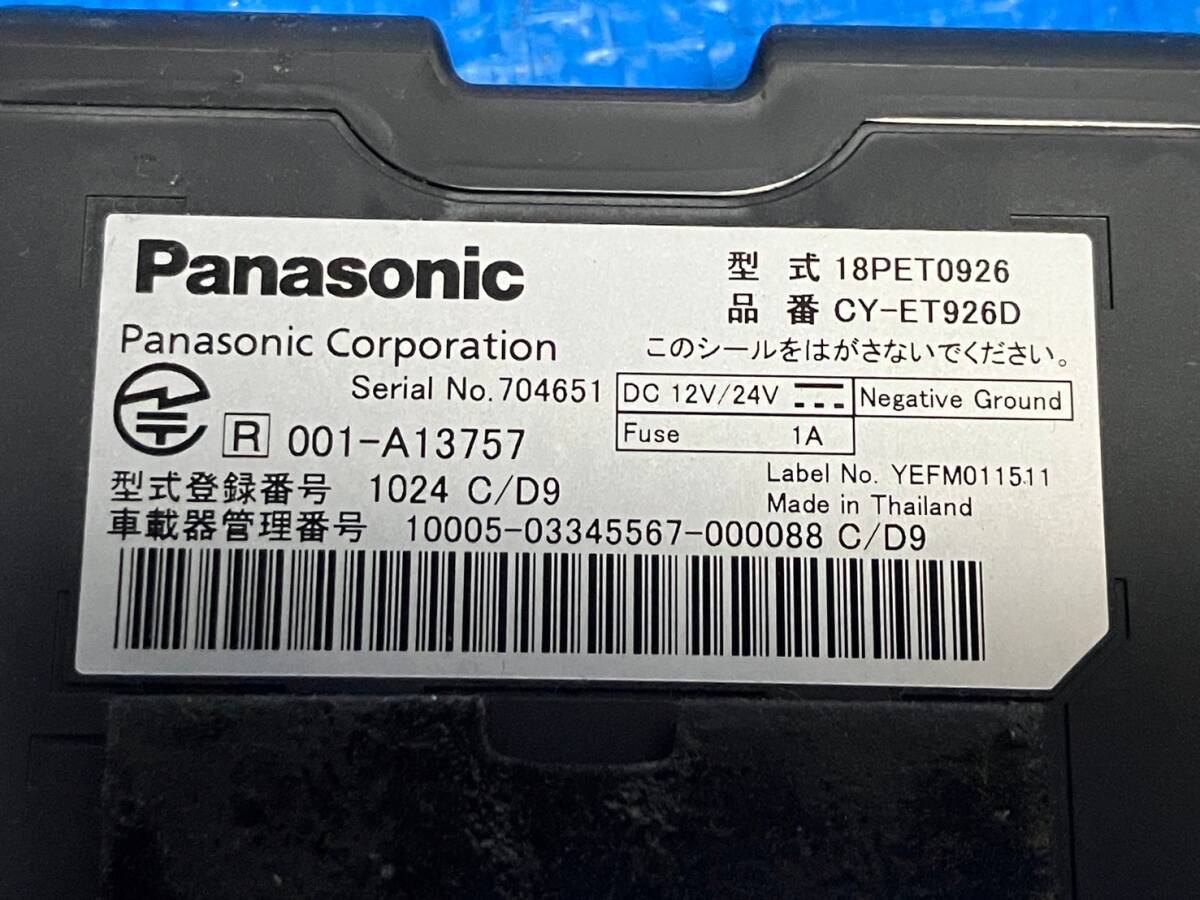 Panasonic
型 式 18PET0926
品 番 CY-ET926D
Panasonic Corporation
このシールをはがさないでください。
Serial No. 704651
DC 12V/24V
Negative Ground
Fuse 1A
R 001-A13757
Label No. YEFM011511
Made in Thailand
型式登録番号 1024 C/D9
車載器管理番号 10005-03345567-000088 C/D9